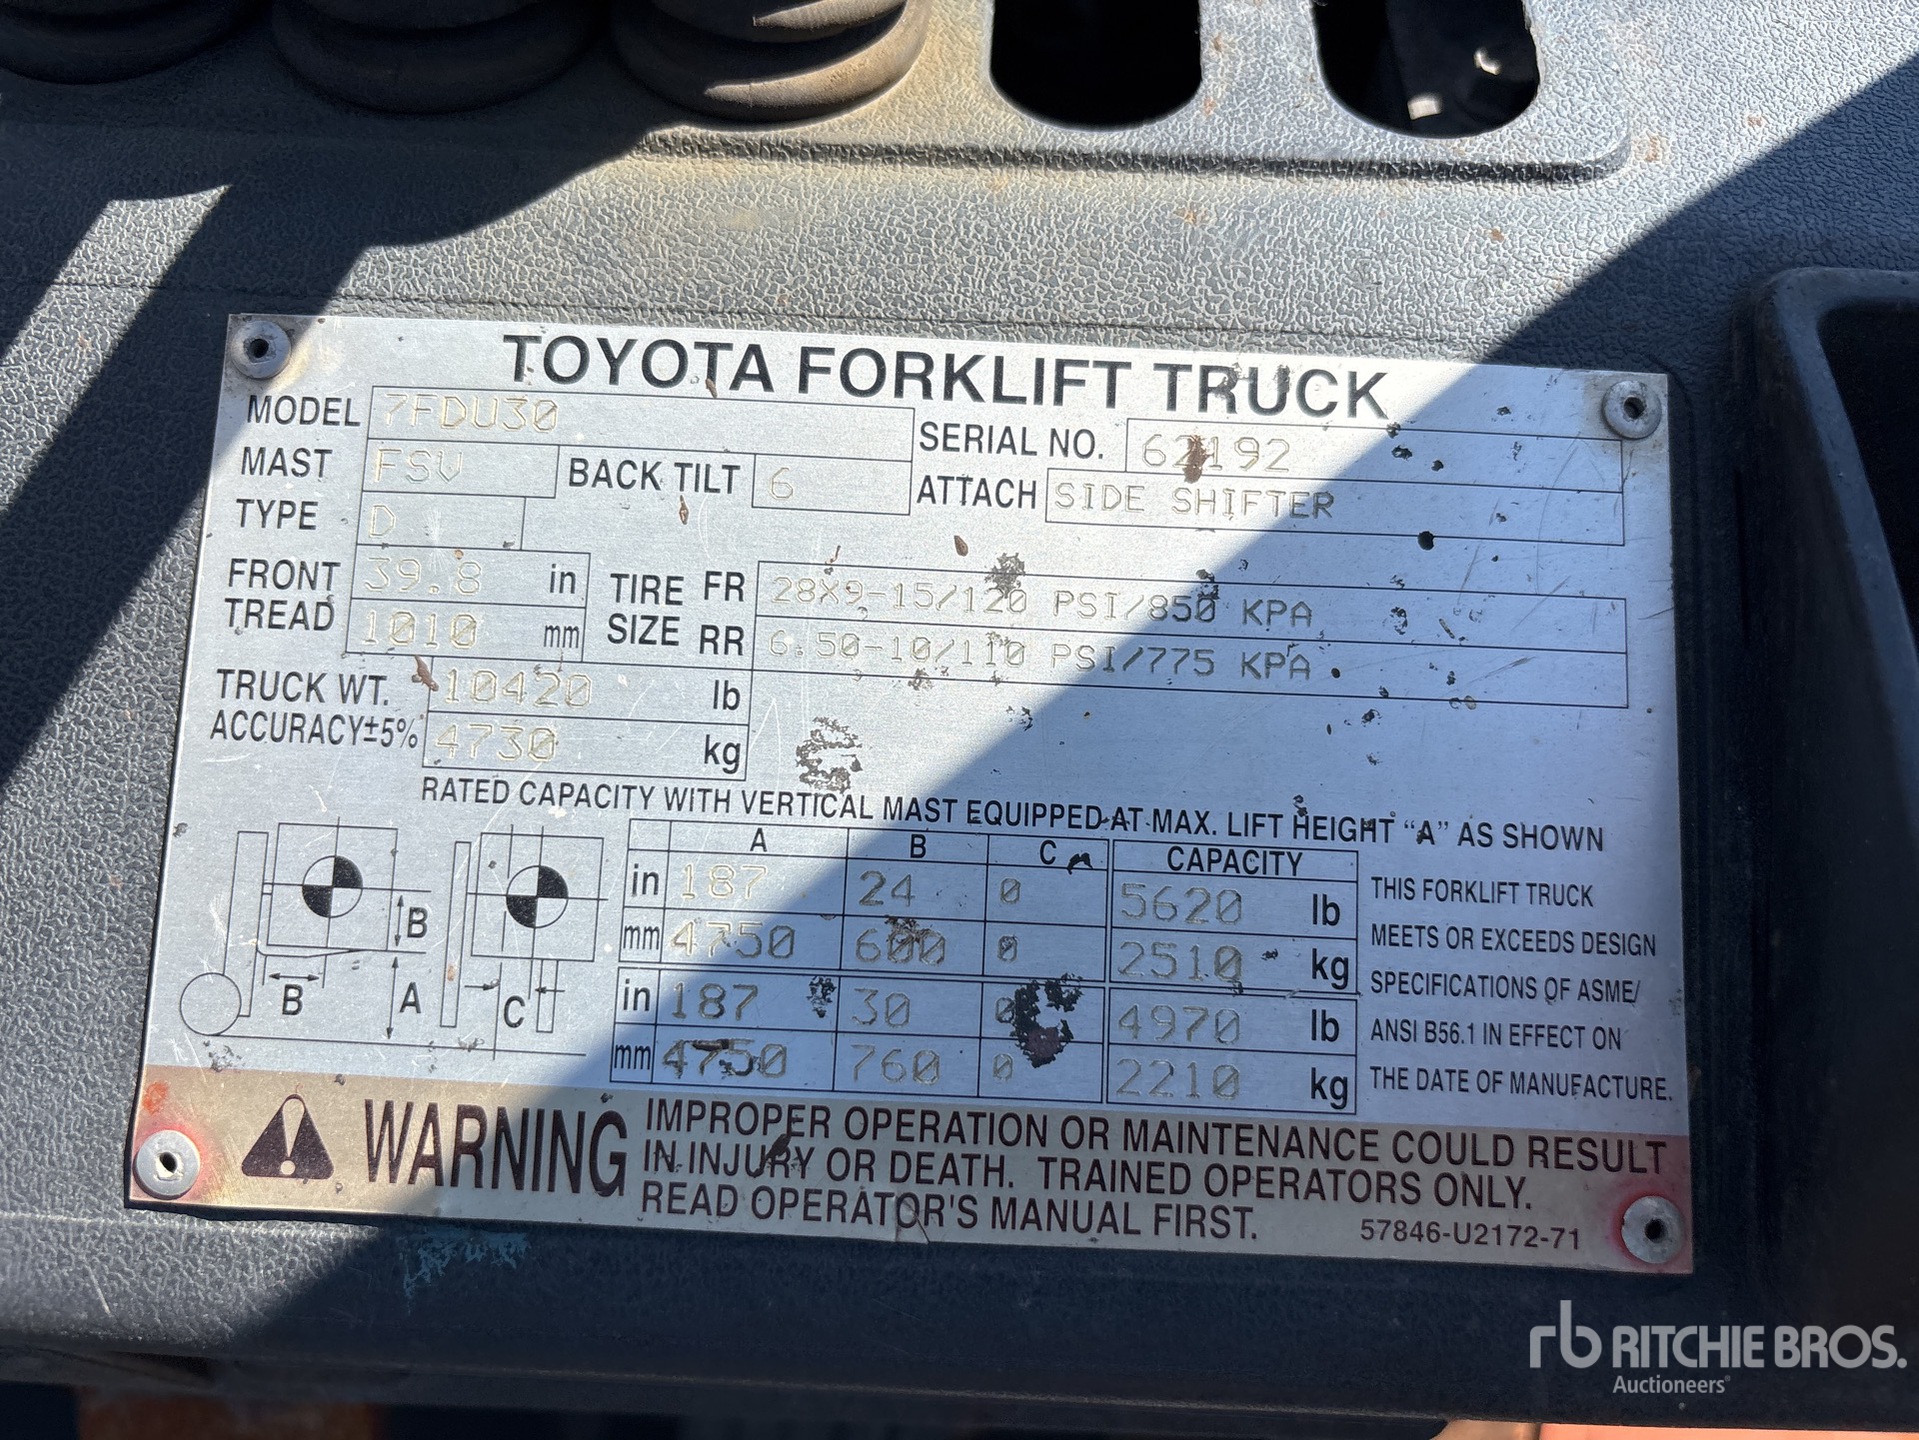 TOYOTA FORKLIFT TRUCK
MODEL 7FDU30 SERIAL NO. 62192
MAST FSV BACK TILT 6 ATTACH SIDE SHIFTER
TYPE D
FRONT TREAD 39.8 in 1010 mm
TIRE SIZE FR 28X9-15/120 PSI/850 KPA
RR 6.50-10/110 PSI/775 KPA
TRUCK WT. 10420 lb
ACCURACY±5% 4730 kg
RATED CAPACITY WITH VERTICAL MAST EQUIPPED AT MAX. LIFT HEIGHT "A" AS SHOWN
A B C CAPACITY
in 187 24 0 5620 lb
mm 4750 600 0 2510 kg
in 187 30 0 4970 lb
mm 4750 760 0 2210 kg
B
B A C
THIS FORKLIFT TRUCK
MEETS OR EXCEEDS DESIGN
SPECIFICATIONS OF ASME/
ANSI B56.1 IN EFFECT ON
THE DATE OF MANUFACTURE.
WARNING
IMPROPER OPERATION OR MAINTENANCE COULD RESULT
IN INJURY OR DEATH. TRAINED OPERATORS ONLY.
READ OPERATOR'S MANUAL FIRST.
57846-U2172-71
rb RITCHIE BROS.
Auctioneers®